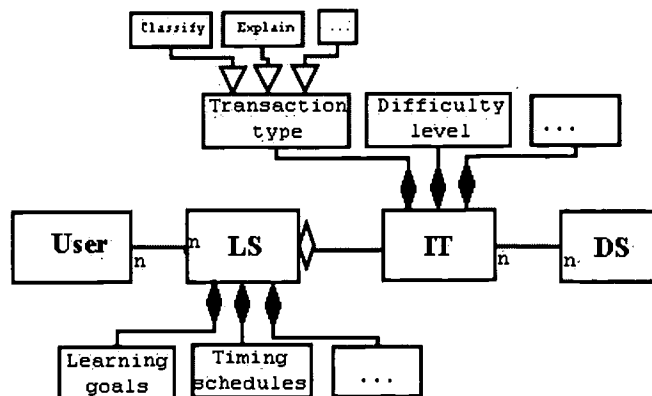 Classify
Explain
...
Transaction
type
Difficulty
level
...
User
n
n
LS
IT
n
n
DS
Learning
goals
Timing
schedules
...